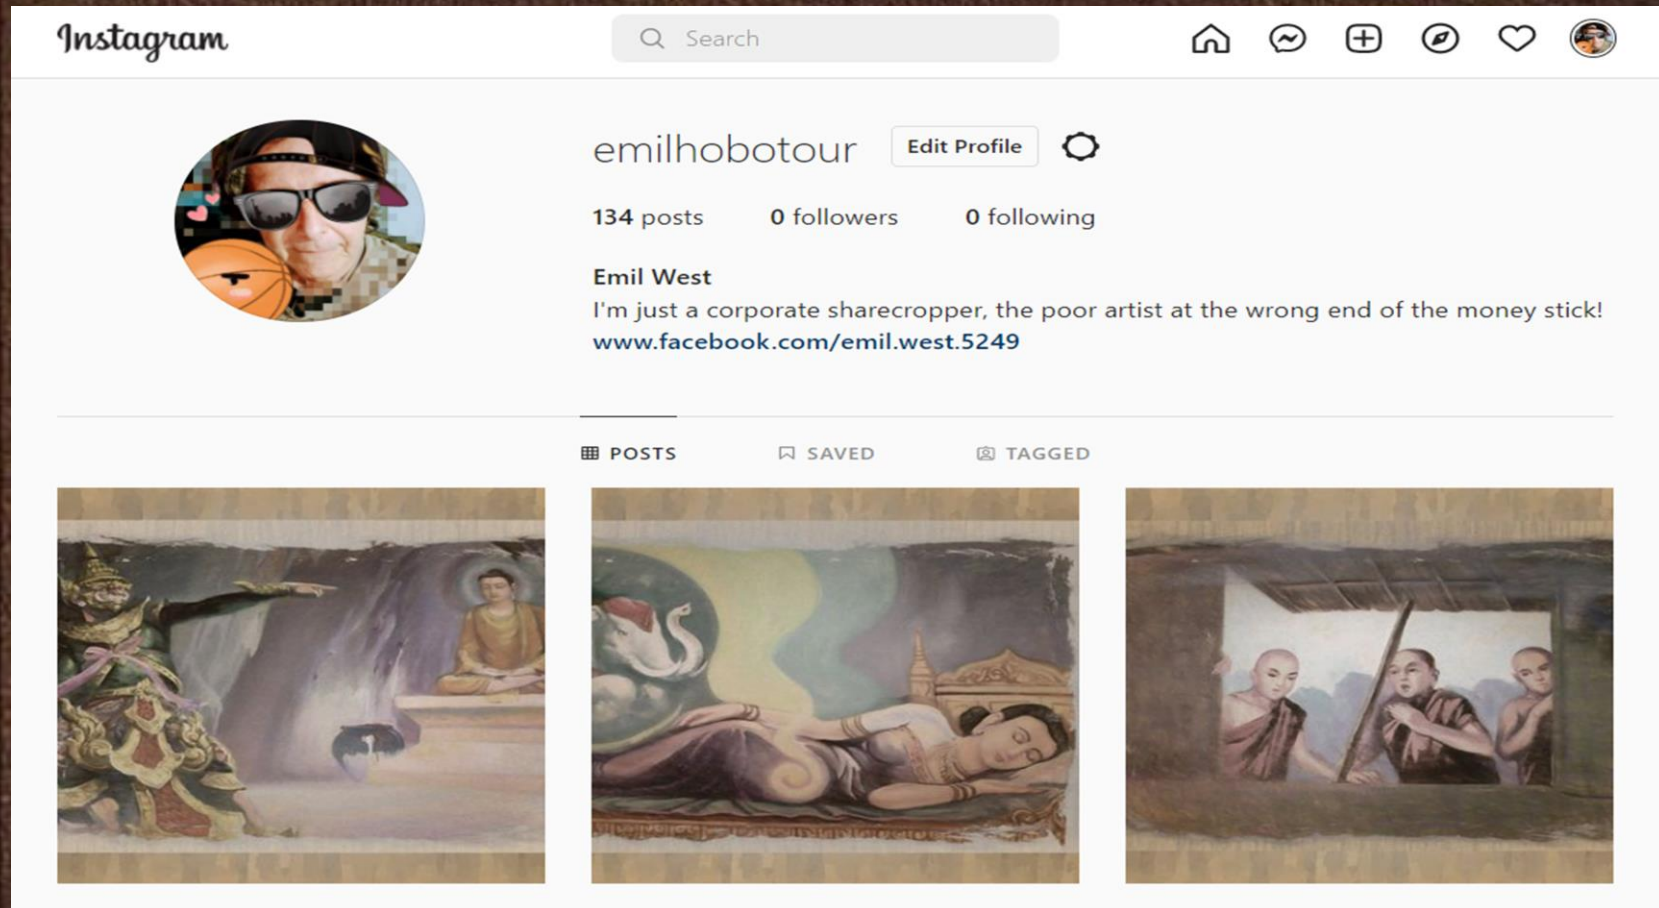 Instagram
Search
emilhobotour Edit Profile
134 posts 0 followers 0 following
Emil West
I'm just a corporate sharecropper, the poor artist at the wrong end of the money stick!
www.facebook.com/emil.west.5249
POSTS SAVED TAGGED